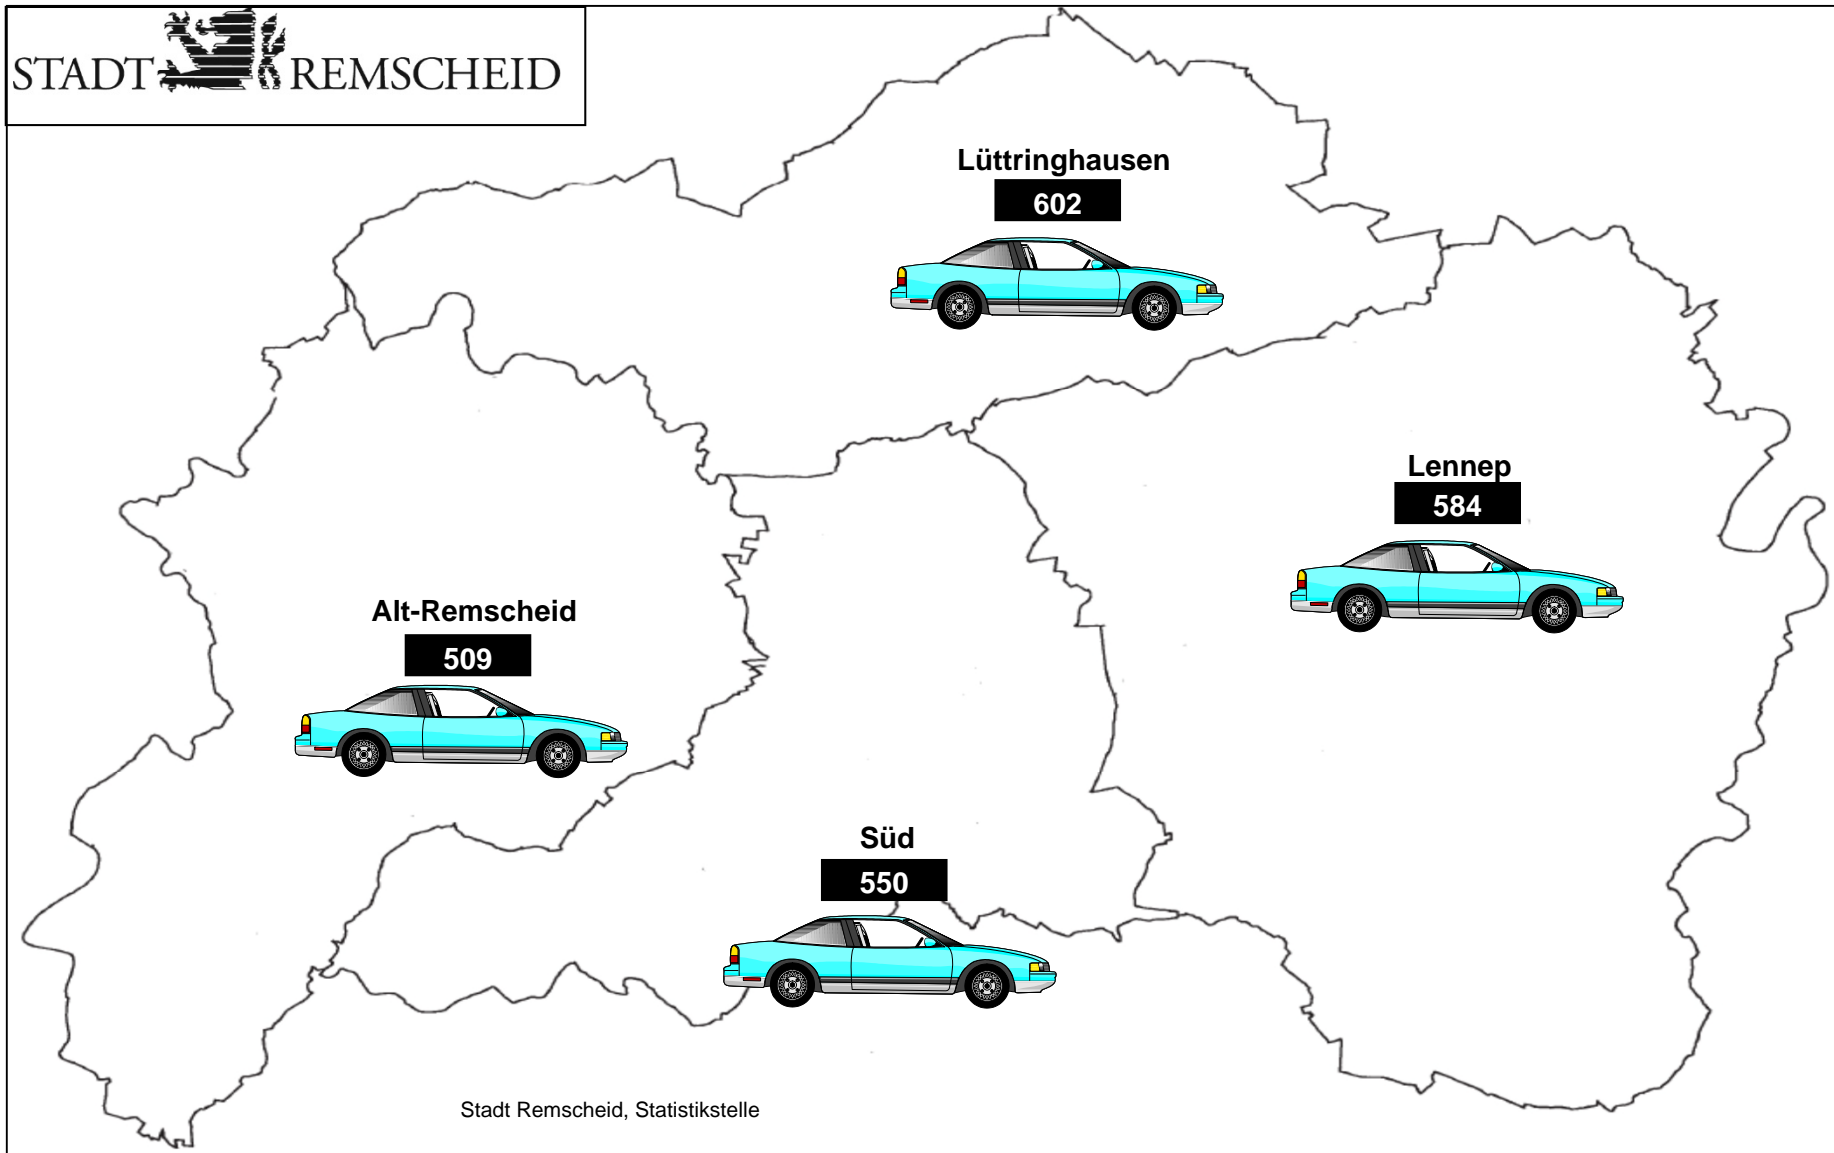 STADT REMSCHEID
Lüttringhausen
602
Lennep
584
Alt-Remscheid
509
Süd
550
Stadt Remscheid, Statistikstelle